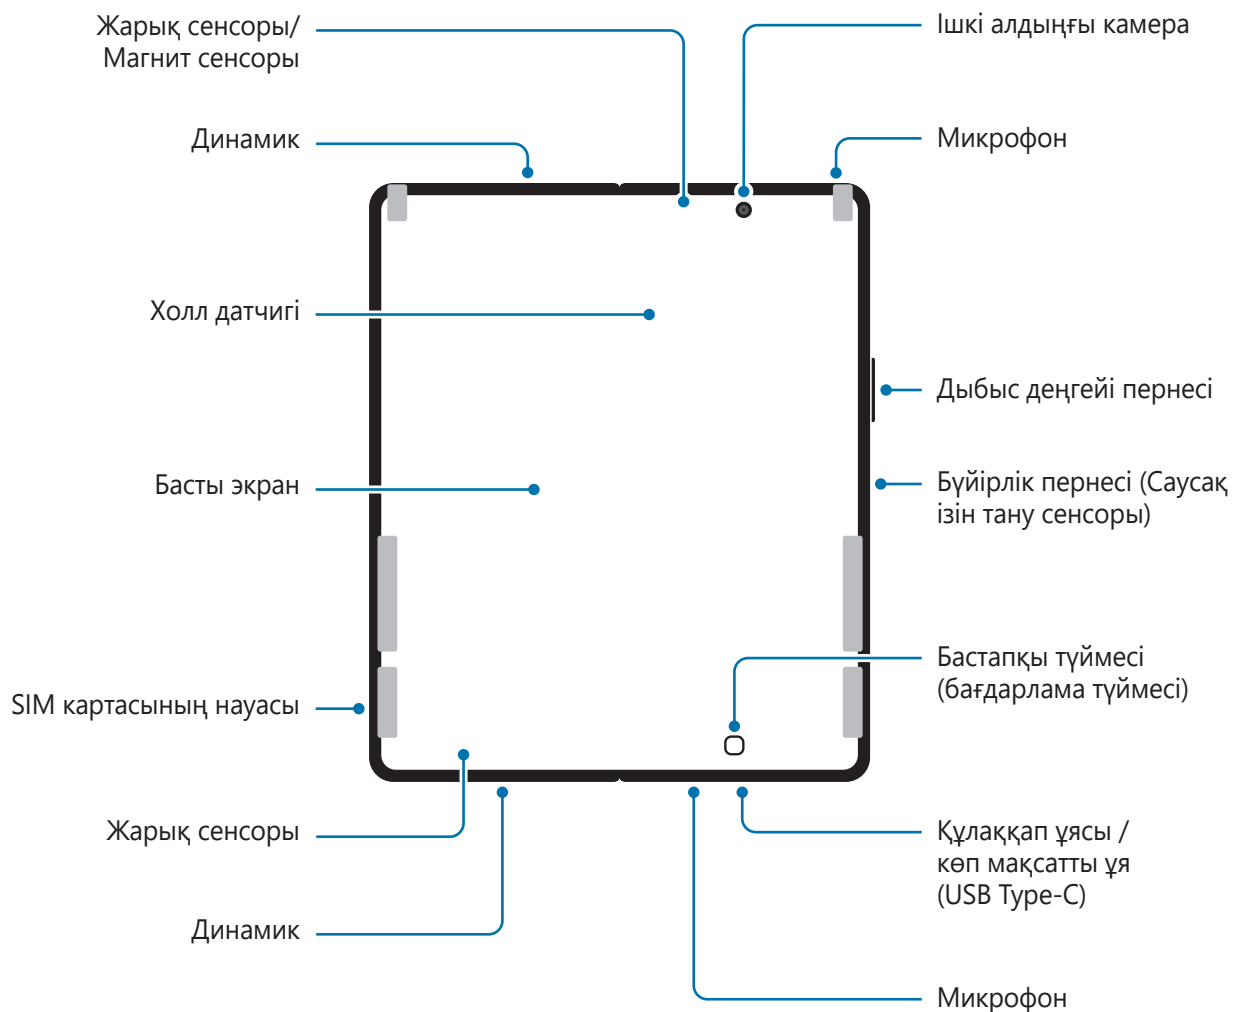 Жарық сенсоры/
Магнит сенсоры
Динамик
Холл датчигі
Басты экран
SIM картасының науасы
Жарық сенсоры
Динамик
Ішкі алдыңғы камера
Микрофон
Дыбыс деңгейі пернесі
Бүйірлік пернесі (Саусақ
ізін тану сенсоры)
Бастапқы түймесі
(бағдарлама түймесі)
Құлаққап ұясы /
көп мақсатты ұя
(USB Type-C)
Микрофон